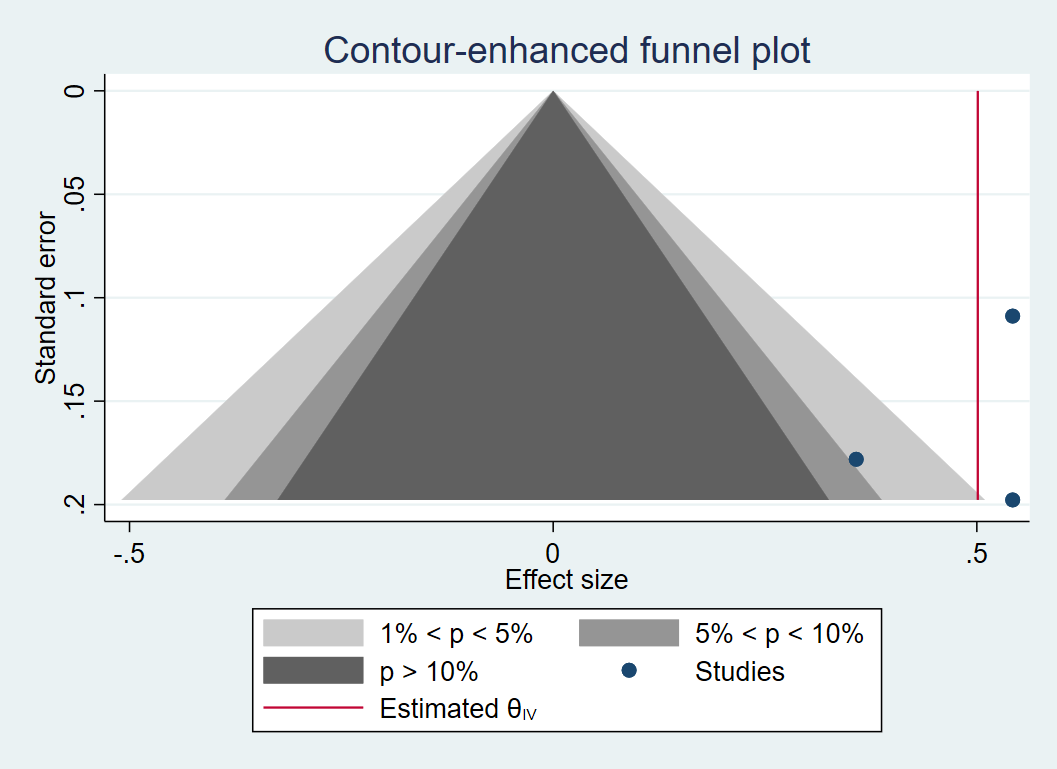 Contour-enhanced funnel plot
Standard error
0
.05
.1
.15
.2
-.5
0
.5
Effect size
1% < p < 5%
5% < p < 10%
p > 10%
Studies
Estimated θIV